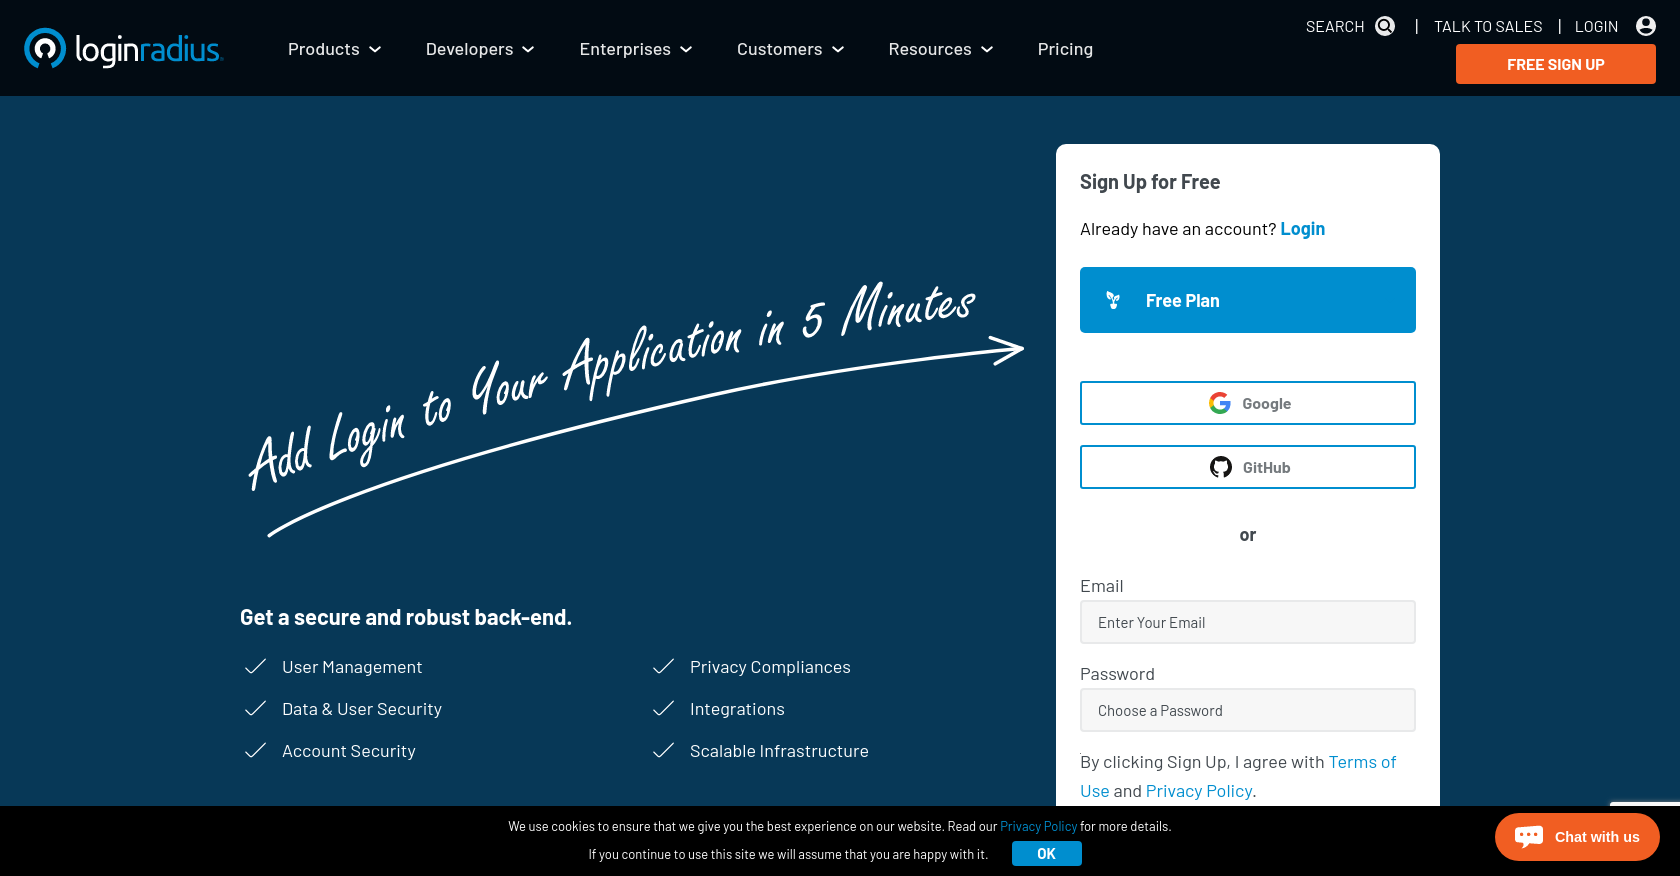 loginradius
Products
Developers
Enterprises
Customers
Resources
Pricing
SEARCH | TALK TO SALES | LOGIN
FREE SIGN UP
Add Login to Your Application in 5 Minutes
Get a secure and robust back-end.
User Management
Privacy Compliances
Data & User Security
Integrations
Account Security
Scalable Infrastructure
Sign Up for Free
Already have an account? Login
Free Plan
Google
GitHub
or
Email
Enter Your Email
Password
Choose a Password
By clicking Sign Up, I agree with Terms of
Use and Privacy Policy.
We use cookies to ensure that we give you the best experience on our website. Read our Privacy Policy for more details.
If you continue to use this site we will assume that you are happy with it.
OK
Chat with us